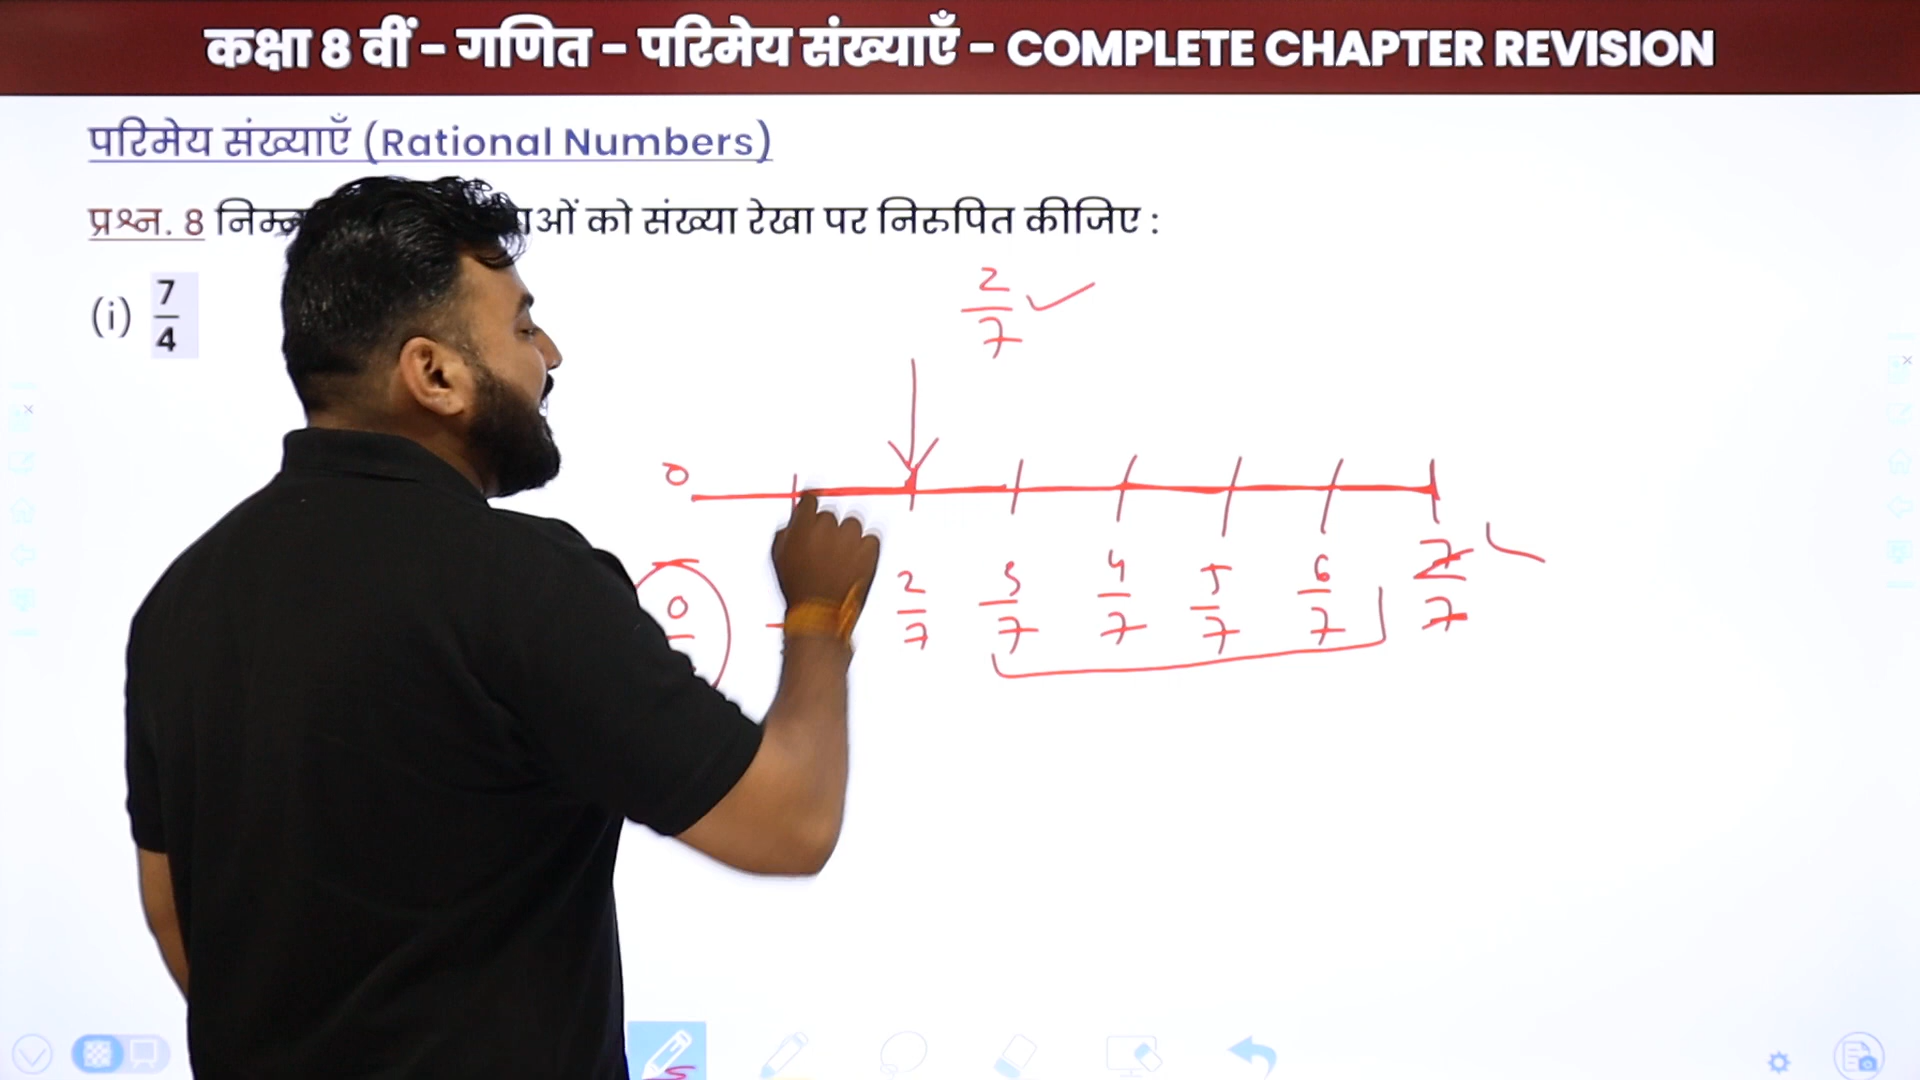 कक्षा 8 वीं - गणित - परिमेय संख्याएँ - COMPLETE CHAPTER REVISION
परिमेय संख्याएँ (Rational Numbers)
प्रश्न. 8 को संख्या रेखा पर निरुपित कीजिए :
(i) 7/4
2/7
0
0 2/7 3/7 4/7 5/7 6/7 7/7